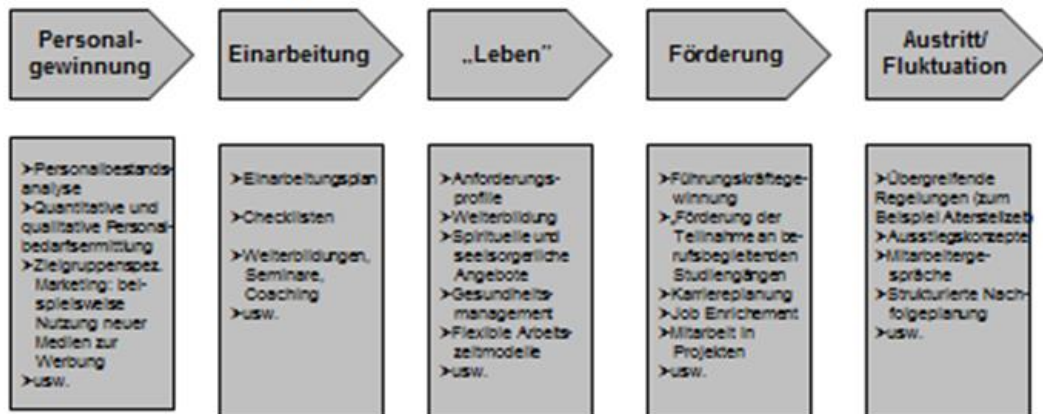 Personal-
gewinnung
Einarbeitung
„Leben"
Förderung
Austritt/
Fluktuation
➤Personalbestands-
analyse
➤Quantitative und
qualitative Personal-
bedarfsermittlung
➤Zielgruppenspez.
Marketing: bei-
spielsweise
Nutzung neuer
Medien zur
Werbung
➤usw.
➤Einarbeitungsplan
➤Checklisten
➤Weiterbildungen,
Seminare,
Coaching
➤usw.
➤Anforderungs-
profile
➤Weiterbildung
➤Spirituelle und
seelsorgerliche
Angebote
➤Gesundheits-
management
➤Flexible Arbeits-
zeitmodelle
➤usw.
➤Führungskräftege-
winnung
➤„Förderung der
Teilnahme an be-
rufsbegleitenden
Studiengängen
➤Karriereplanung
➤Job Enrichement
➤Mitarbeit in
Projekten
➤usw.
➤Übergreifende
Regelungen (zum
Beispiel Altersteilzeit)
➤Ausstiegskonzepte
➤Mitarbeiterge-
spräche
➤Strukturierte Nach-
folgeplanung
➤usw.